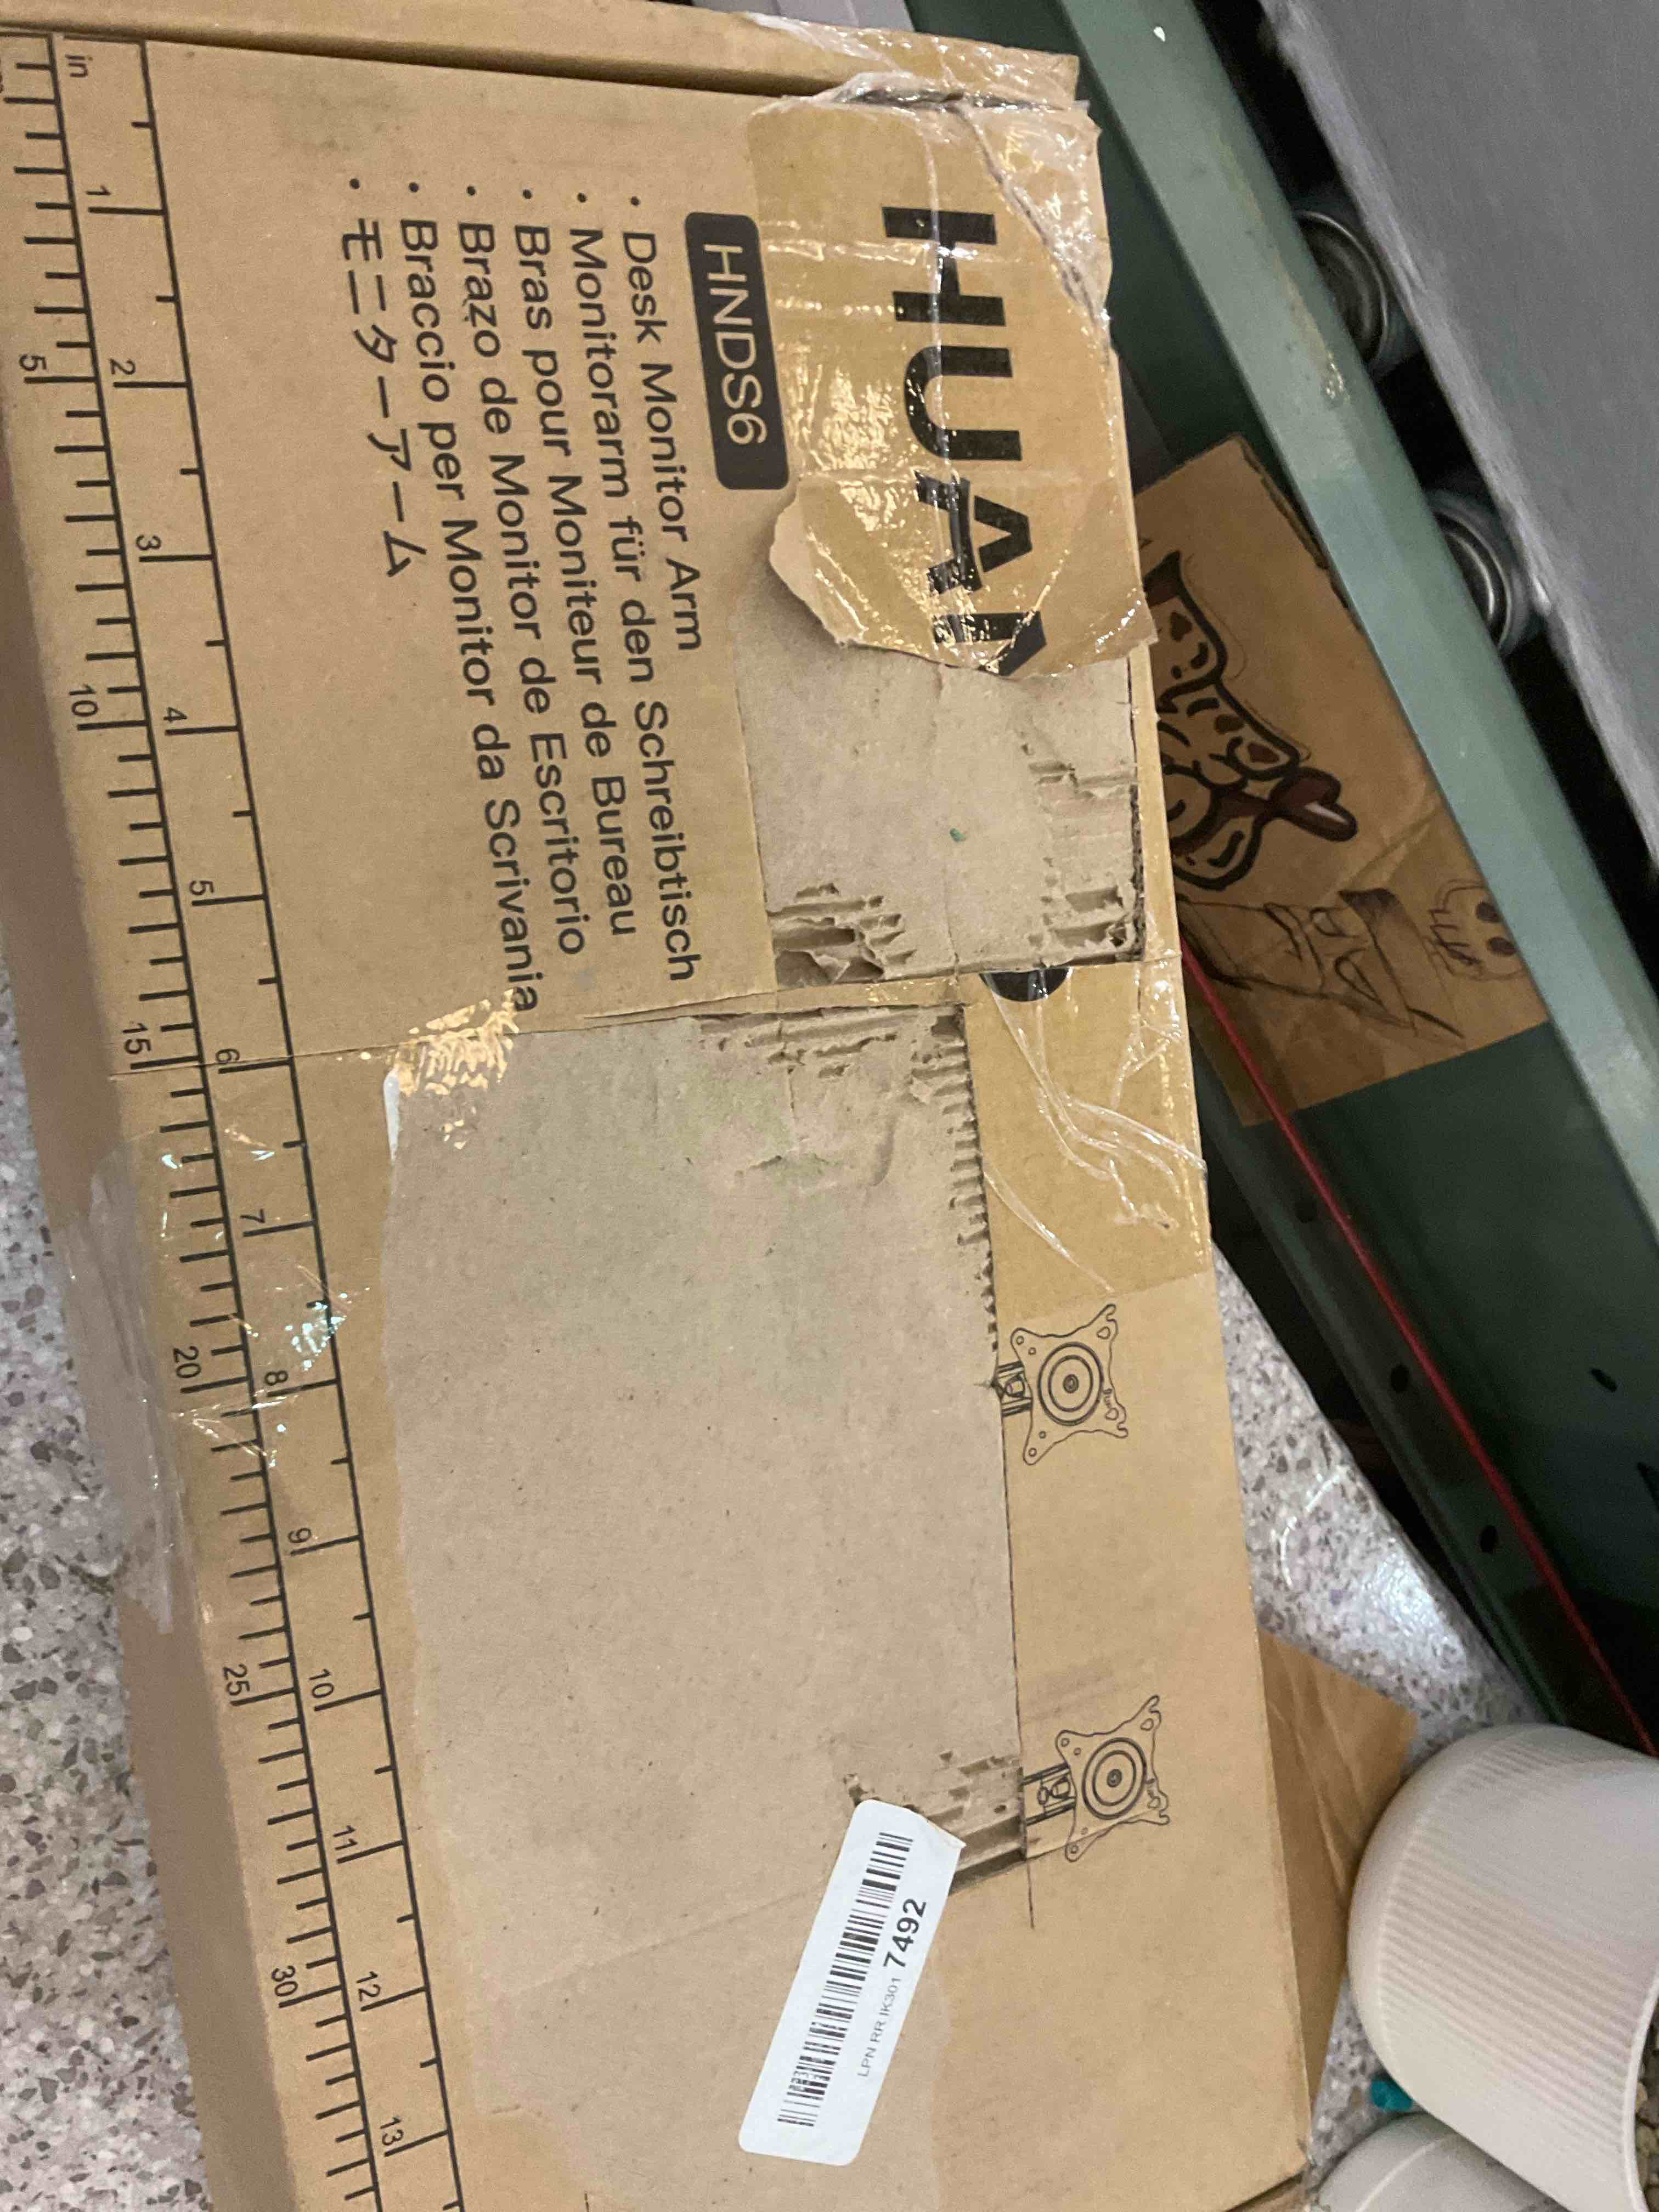 HUAN
HNDS6
• Desk Monitor Arm
• Monitorarm für den Schreibtisch
• Bras pour Moniteur de Bureau
• Brazo de Monitor de Escritorio
• Braccio per Monitor da Scrivania
• モニターアーム
in 1 2 3 4 5 6 7 8 9 10 11 12 13
5 10 15 20 25 30
LPN RR IK301 7492